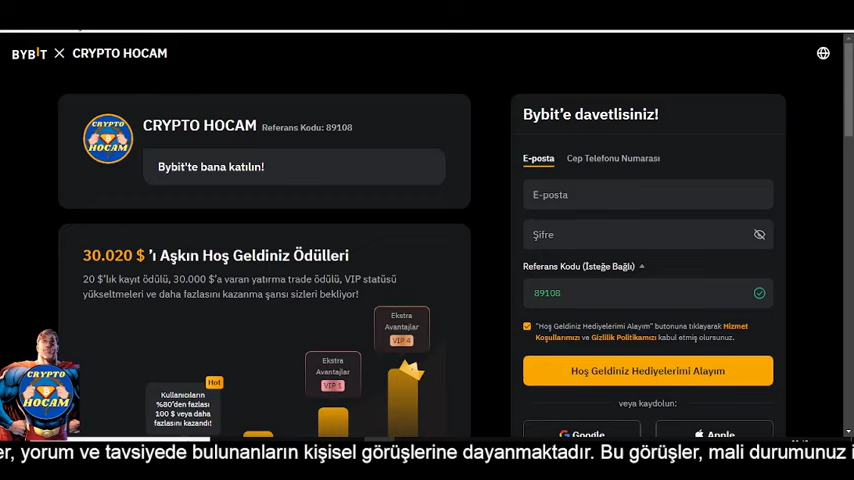 BYBIT × CRYPTO HOCAM
CRYPTO HOCAM Referans Kodu: 89108
Bybit'te bana katılın!
CRYPTO
B
HOCAM
30.020 $ 'ı Aşkın Hoş Geldiniz Ödülleri
20 $'lık kayıt ödülü, 30.000 $'a varan yatırma trade ödülü, VIP statüsü
yükseltmeleri ve daha fazlasını kazanma şansı sizleri bekliyor!
Ekstra
Avantajlar
VIP 4
Ekstra
Avantajlar
VIP 1
Hot
Kullanıcıların
%80'den fazlası
100 $ veya daha
fazlasını kazandı!
Bybit'e davetlisiniz!
E-posta Cep Telefonu Numarası
E-posta
Şifre
Referans Kodu (İsteğe Bağlı)
89108
"Hoş Geldiniz Hediyelerimi Alayım" butonuna tıklayarak Hizmet
Koşullarımızı ve Gizlilik Politikamızı kabul etmiş olursunuz.
Hoş Geldiniz Hediyelerimi Alayım
veya kaydolun:
Google Apple
CRYPTO
B
HOCAM
er, yorum ve tavsiyede bulunanların kişisel görüşlerine dayanmaktadır. Bu görüşler, mali durumunuz i